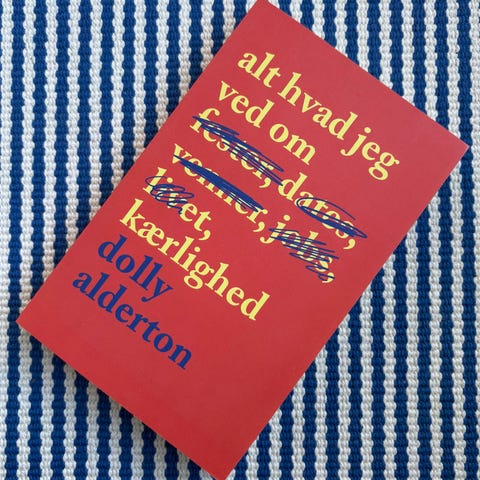 alt hvad jeg
ved om
fester, dates,
venner, jobs,
livet,
kærlighed
dolly
alderton